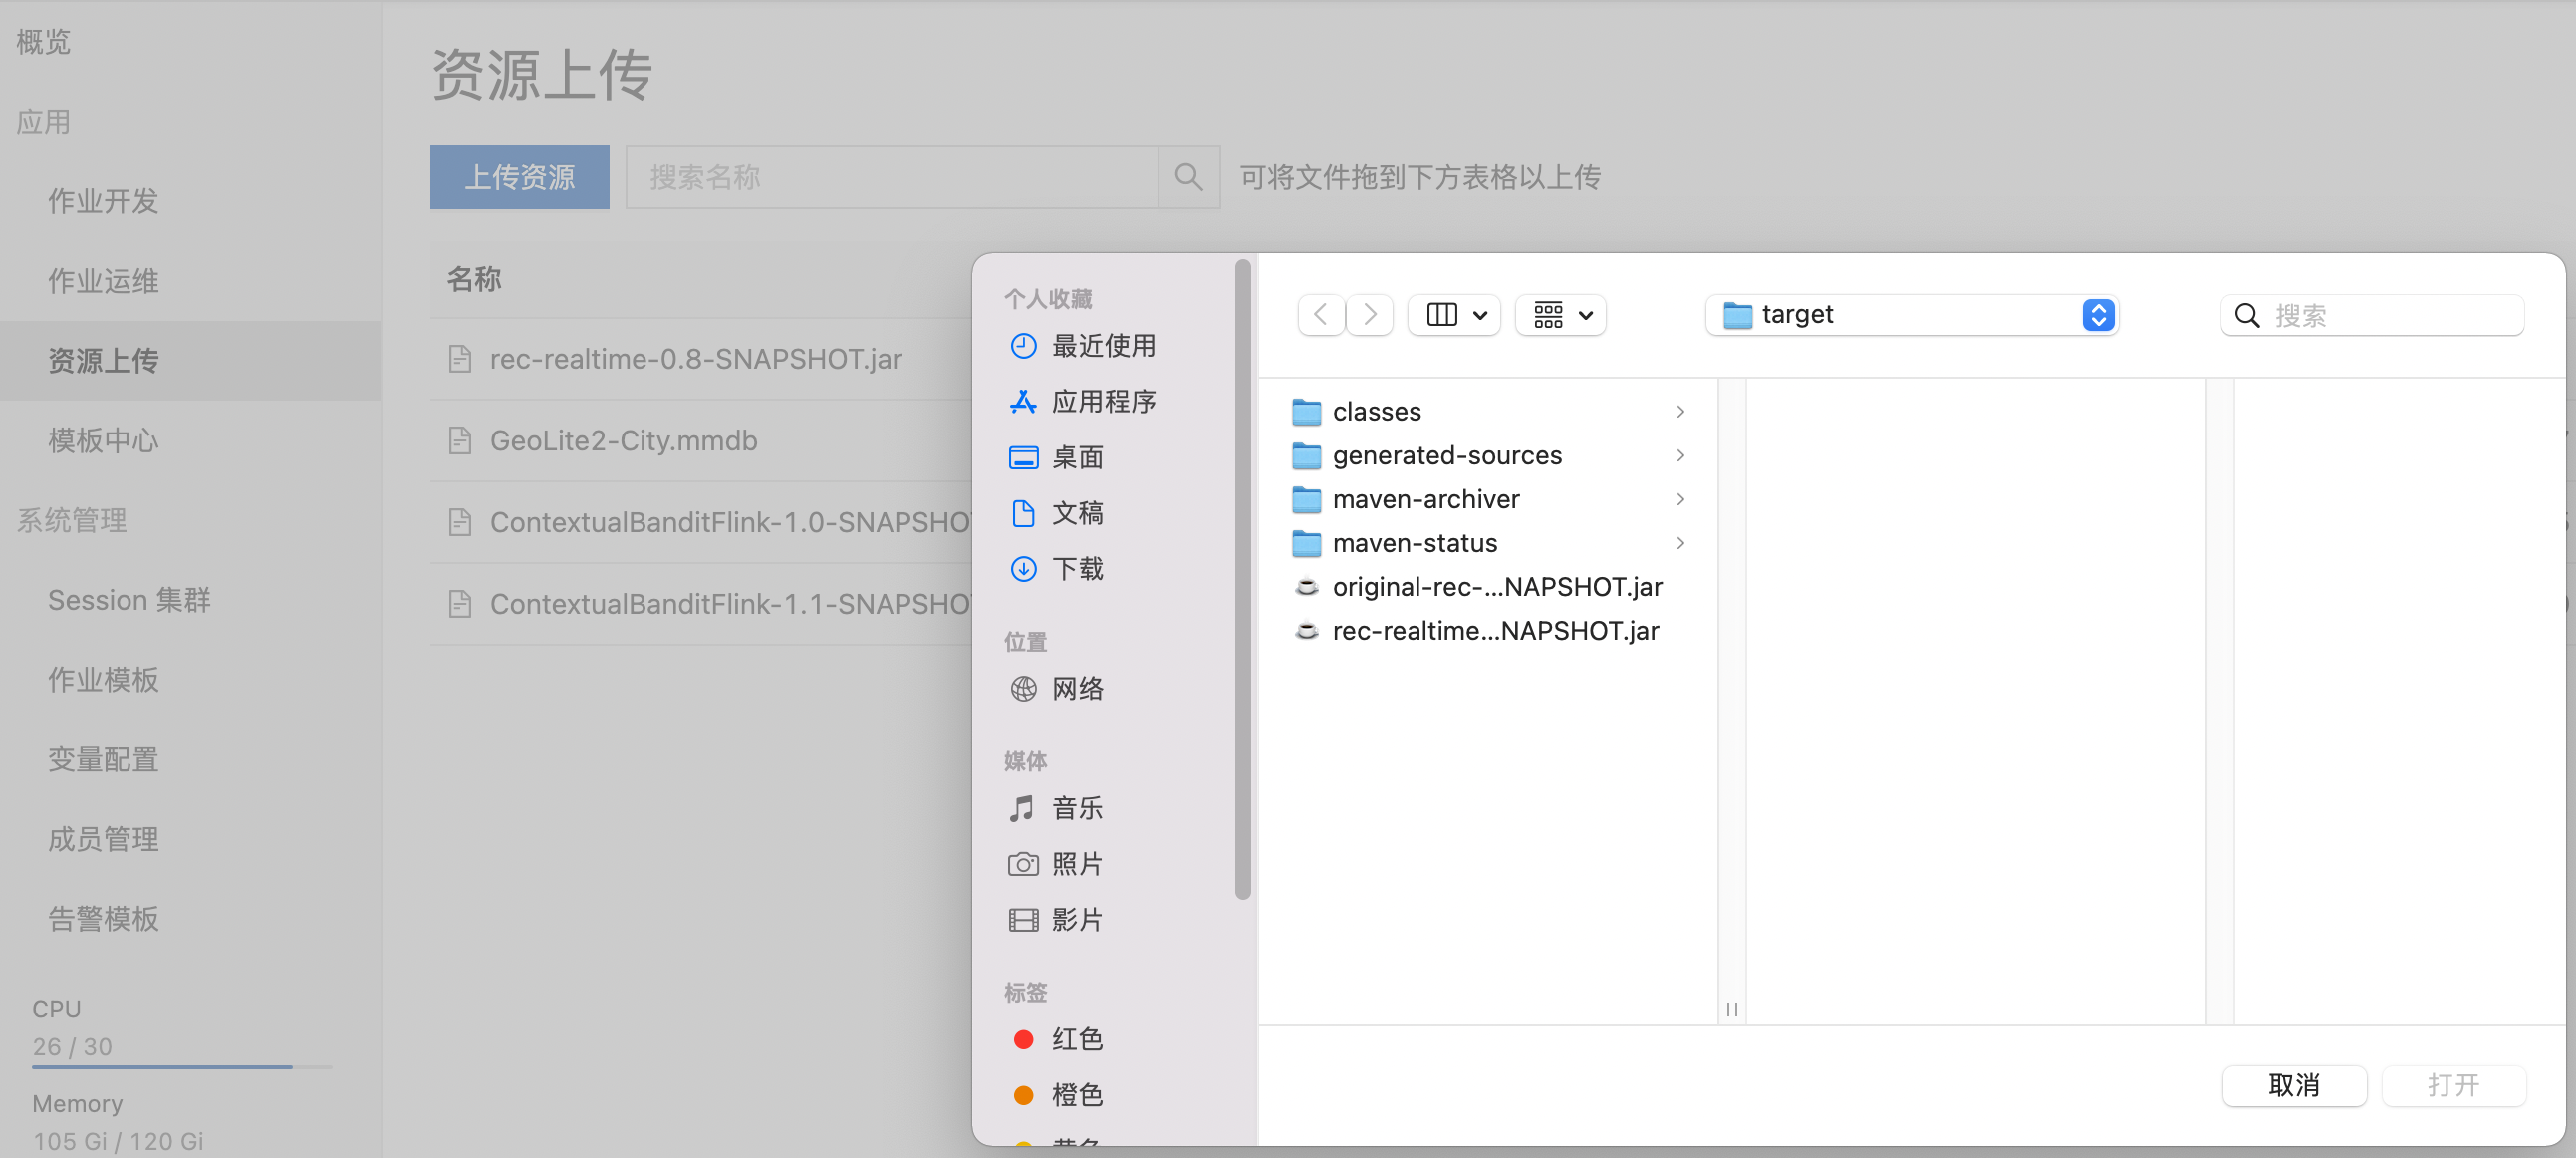 概览
应用
作业开发
作业运维
资源上传
模板中心
系统管理
Session 集群
作业模板
变量配置
成员管理
告警模板
CPU
26 / 30
Memory
105 Gi / 120 Gi
资源上传
上传资源
搜索名称
可将文件拖到下方表格以上传
名称
rec-realtime-0.8-SNAPSHOT.jar
GeoLite2-City.mmdb
ContextualBanditFlink-1.0-SNAPSHO
ContextualBanditFlink-1.1-SNAPSHO
个人收藏
最近使用
应用程序
桌面
文稿
下载
位置
网络
媒体
音乐
照片
影片
标签
红色
橙色
target
搜索
classes
generated-sources
maven-archiver
maven-status
original-rec-...NAPSHOT.jar
rec-realtime...NAPSHOT.jar
取消
打开